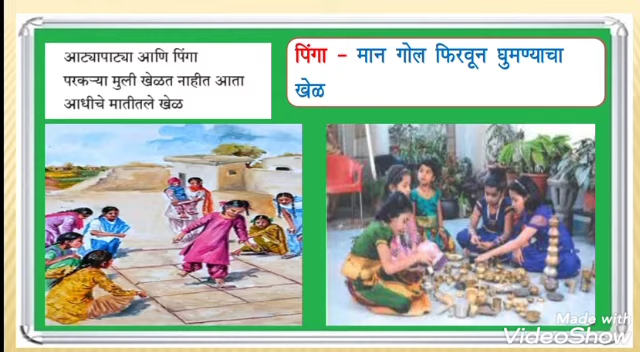 आट्यापाट्या आणि पिंगा
परकऱ्या मुली खेळत नाहीत आता
आधीचे मातीतले खेळ
पिंगा – मान गोल फिरवून घुमण्याचा
खेळ
Made with
VideoShow